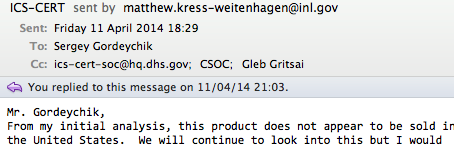 ICS-CERT sent by matthew.kress-weitenhagen@inl.gov
Sent: Friday 11 April 2014 18:29
To: Sergey Gordeychik
Cc: ics-cert-soc@hq.dhs.gov; CSOC; Gleb Gritsai
You replied to this message on 11/04/14 21:03.
Mr. Gordeychik,
From my initial analysis, this product does not appear to be sold in
the United States. We will continue to look into this but I would